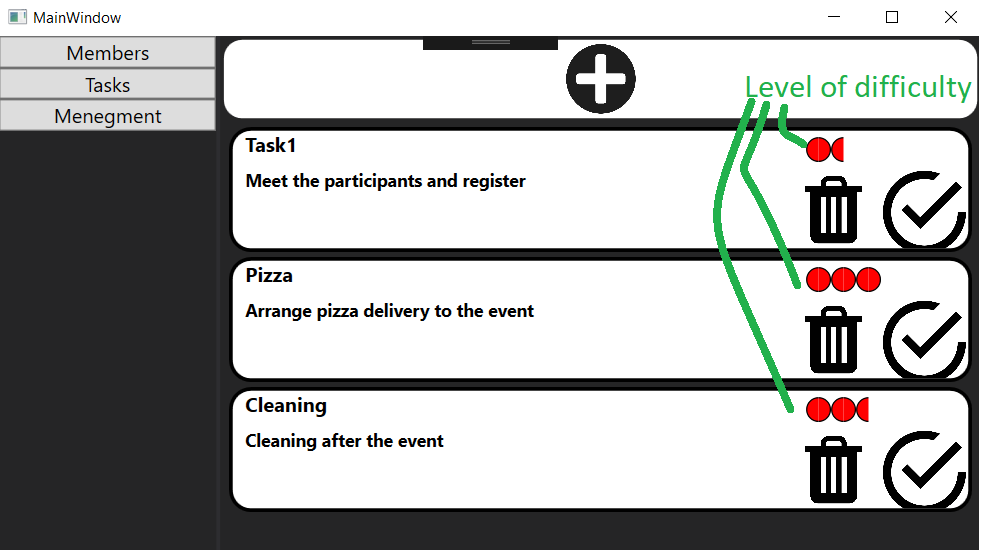 MainWindow
Members
Tasks
Menegment
Level of difficulty
Task1
Meet the participants and register
Pizza
Arrange pizza delivery to the event
Cleaning
Cleaning after the event